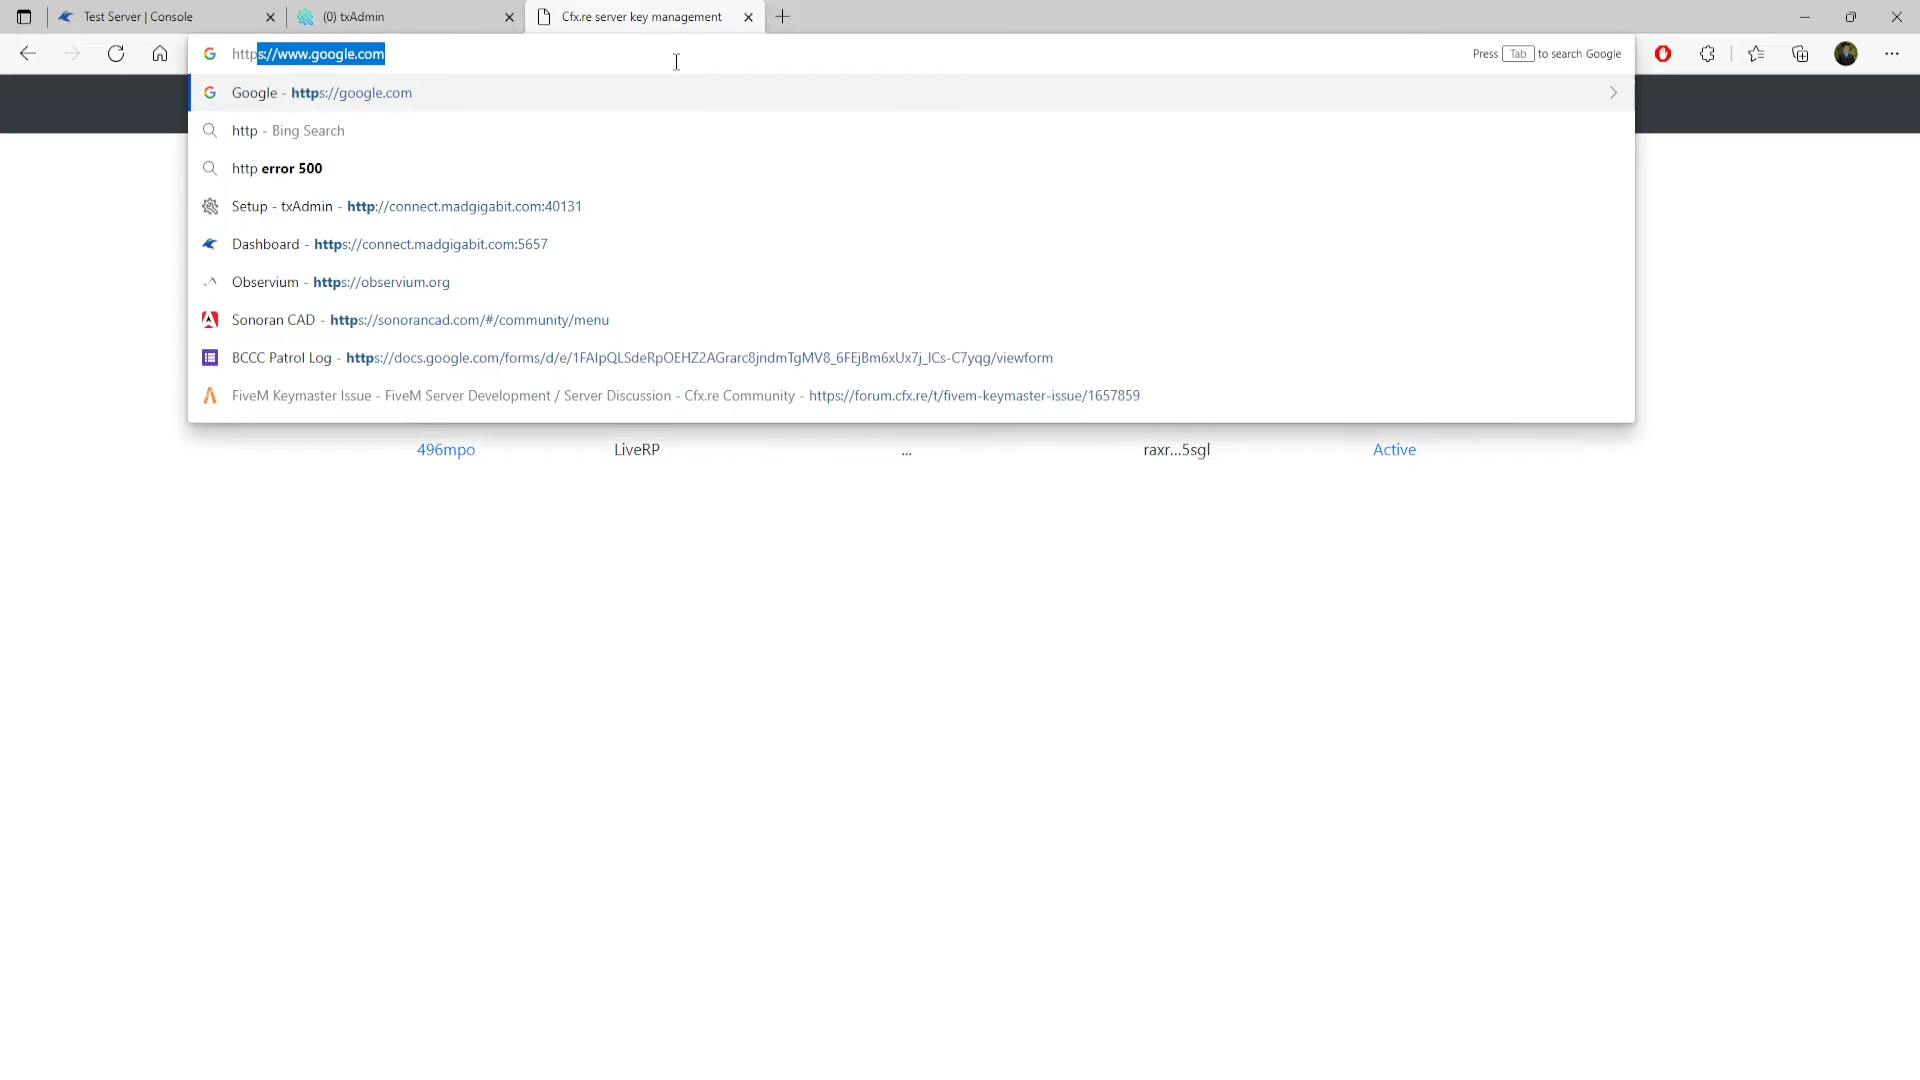 Test Server | Console
(0) txAdmin
Cfx.re server key management
https://www.google.com
Press Tab to search Google
Google - https://google.com
http - Bing Search
http error 500
Setup - txAdmin - http://connect.madgigabit.com:40131
Dashboard - https://connect.madgigabit.com:5657
Observium - https://observium.org
Sonoran CAD - https://sonorancad.com/#/community/menu
BCCC Patrol Log - https://docs.google.com/forms/d/e/1FAIpQLSdeRpOEHZ2AGrarc8jndmTgMV8_6FEjBm6xUx7j_ICs-C7yqg/viewform
FiveM Keymaster Issue - FiveM Server Development / Server Discussion - Cfx.re Community - https://forum.cfx.re/t/fivem-keymaster-issue/1657859
496mpo LiveRP ... raxr...5sgl Active